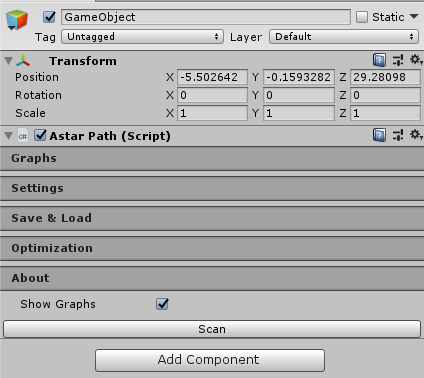 GameObject Static
Tag Untagged Layer Default
Transform
Position X -5.502642 Y -0.1593282 Z 29.28098
Rotation X 0 Y 0 Z 0
Scale X 1 Y 1 Z 1
Astar Path (Script)
Graphs
Settings
Save & Load
Optimization
About
Show Graphs
Scan
Add Component